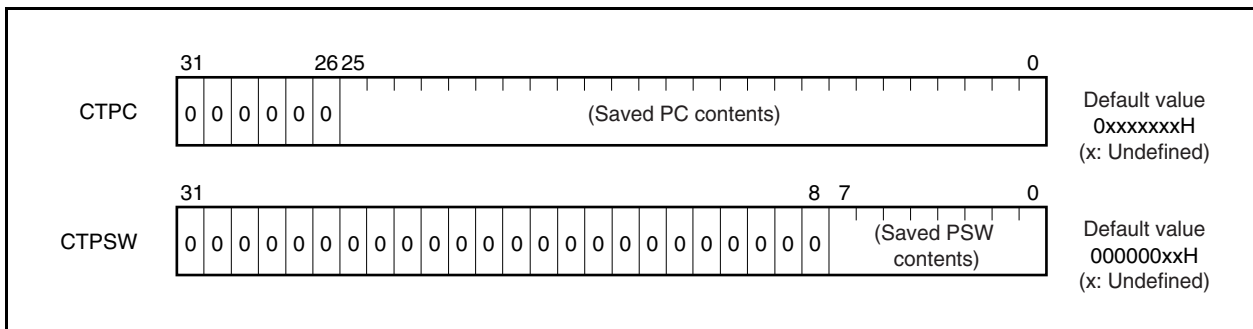 31 26 25 0
CTPC 0 0 0 0 0 0 (Saved PC contents) Default value
0xxxxxxxH
(x: Undefined)
31 8 7 0
CTPSW 0 0 0 0 0 0 0 0 0 0 0 0 0 0 0 0 0 0 0 0 0 0 0 0 (Saved PSW
contents) Default value
000000xxH
(x: Undefined)